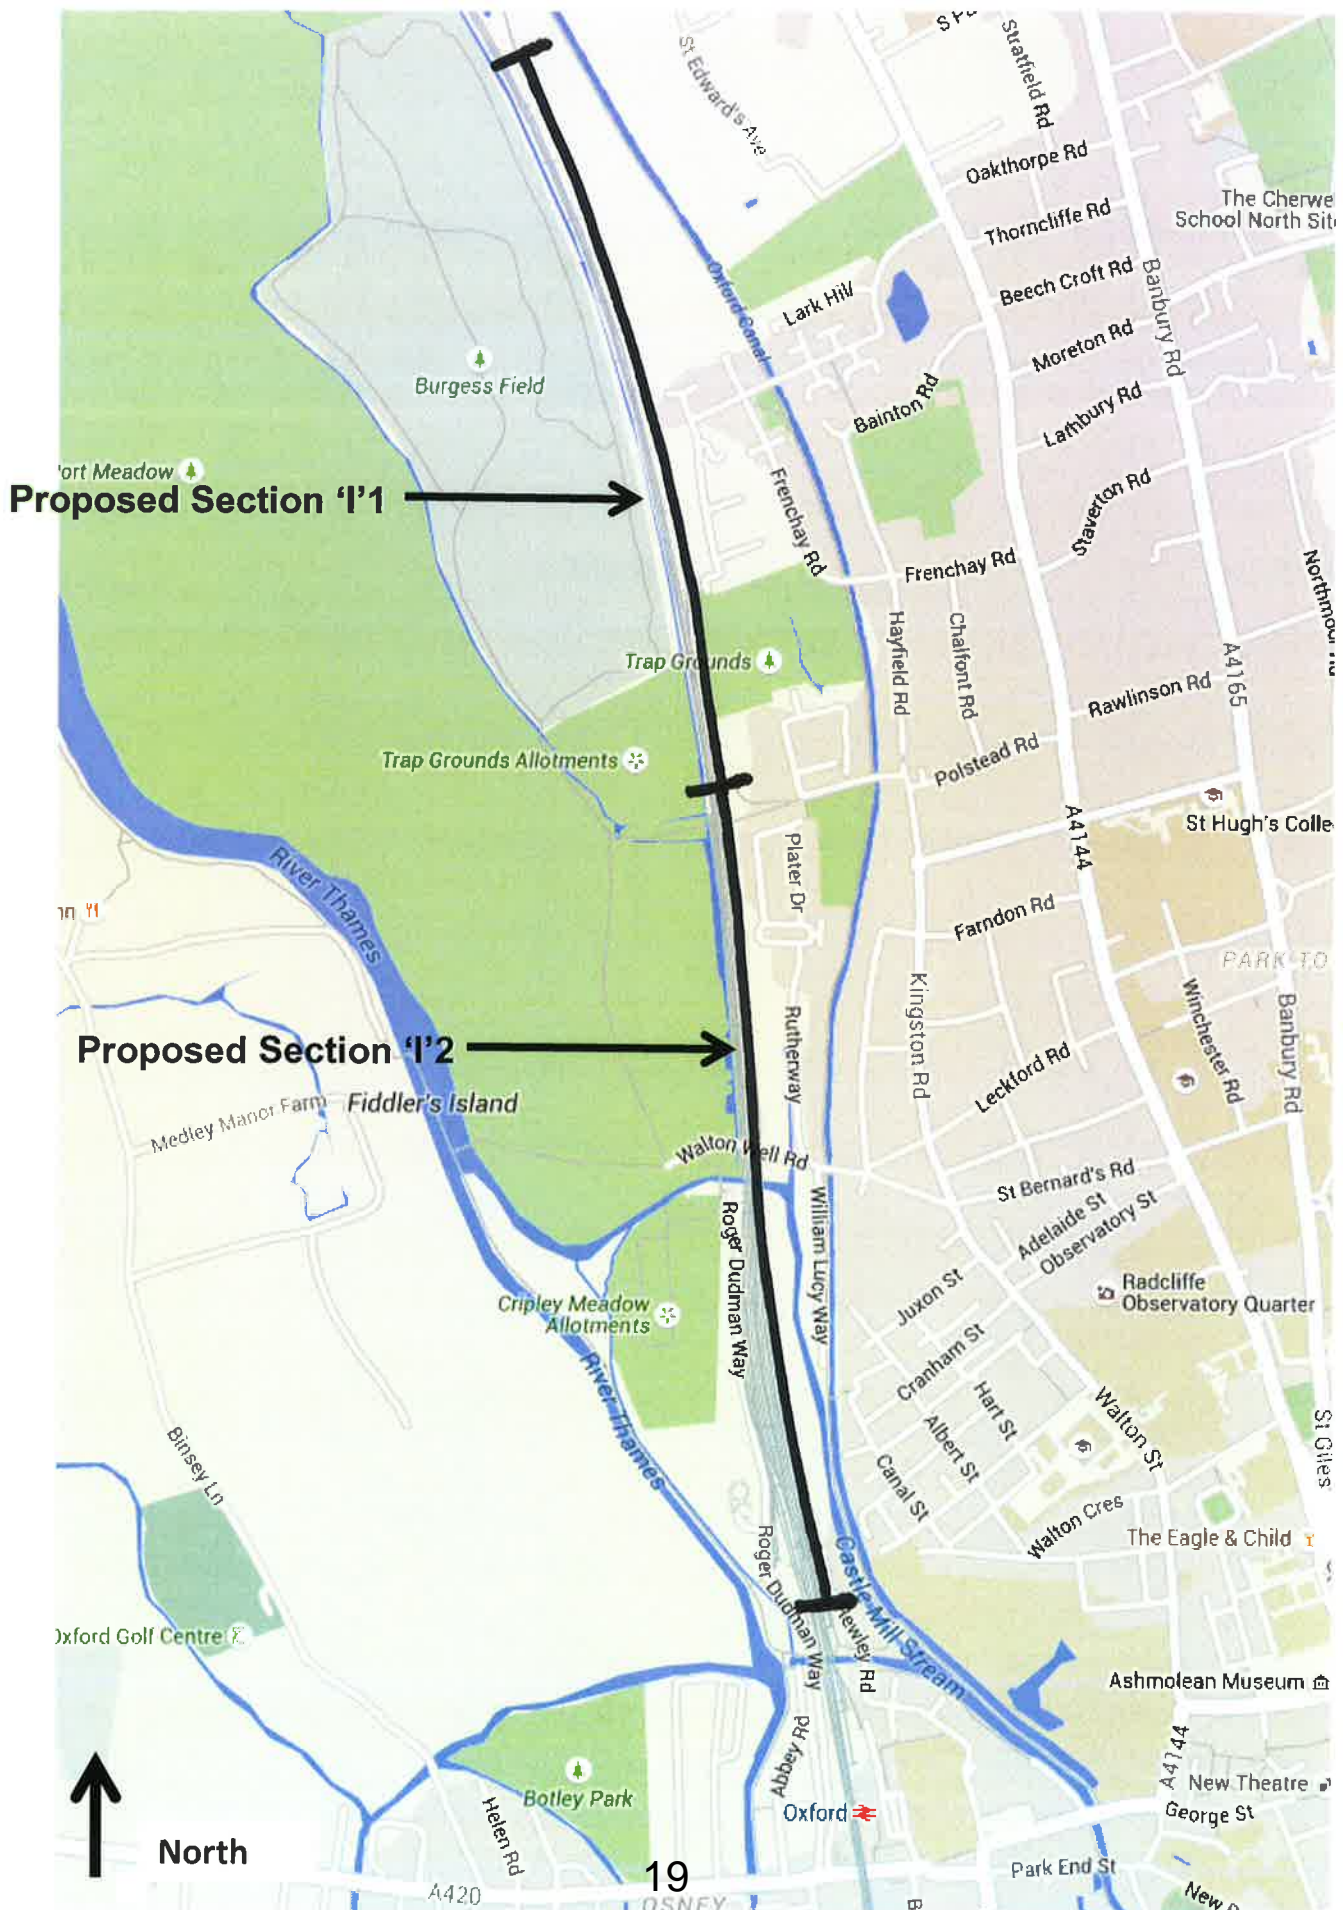 St Edward's Ave
Stratfield Rd
Oakthorpe Rd
The Cherwe
School North Sit
Thorncliffe Rd
Oxford Canal
Beech Croft Rd
Banbury Rd
Lark Hill
Moreton Rd
Burgess Field
Bainton Rd
Lathbury Rd
ort Meadow
Proposed Section ‘I’1
Frenchay Rd
Staverton Rd
Frenchay Rd
Hayfield Rd
Chalfont Rd
Trap Grounds
A4165
Rawlinson Rd
Trap Grounds Allotments
Polstead Rd
A4144
St Hugh's Colle
Plater Dr
River Thames
Farndon Rd
PARK TO
Kingston Rd
Winchester Rd
Banbury Rd
Rutherway
Proposed Section ‘I’2
Leckford Rd
Medley Manor Farm
Fiddler's Island
Walton Well Rd
St Bernard's Rd
Adelaide St
Observatory St
Roger Dudman Way
William Lucy Way
Juxon St
Radcliffe
Observatory Quarter
Cripley Meadow
Allotments
River Thames
Cranham St
Hart St
Walton St
Albert St
St Giles
Binsey Ln
Canal St
Walton Cres
The Eagle & Child
Castle Mill Stream
Roger Dudman Way
Rewley Rd
Oxford Golf Centre
Ashmolean Museum
Abbey Rd
A4144
New Theatre
Botley Park
Oxford
George St
Helen Rd
North
19
Park End St
A420
OSNEY